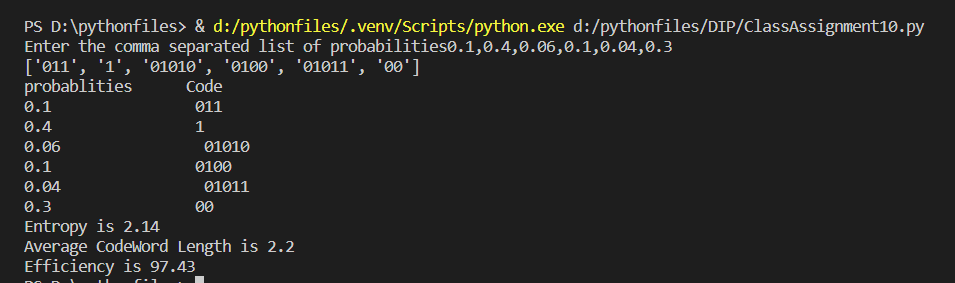 PS D:\pythonfiles> & d:/pythonfiles/.venv/Scripts/python.exe d:/pythonfiles/DIP/ClassAssignment10.py
Enter the comma separated list of probabilities0.1,0.4,0.06,0.1,0.04,0.3
['011', '1', '01010', '0100', '01011', '00']
probablities      Code
0.1                011
0.4                1
0.06                01010
0.1                0100
0.04                01011
0.3                00
Entropy is 2.14
Average CodeWord Length is 2.2
Efficiency is 97.43